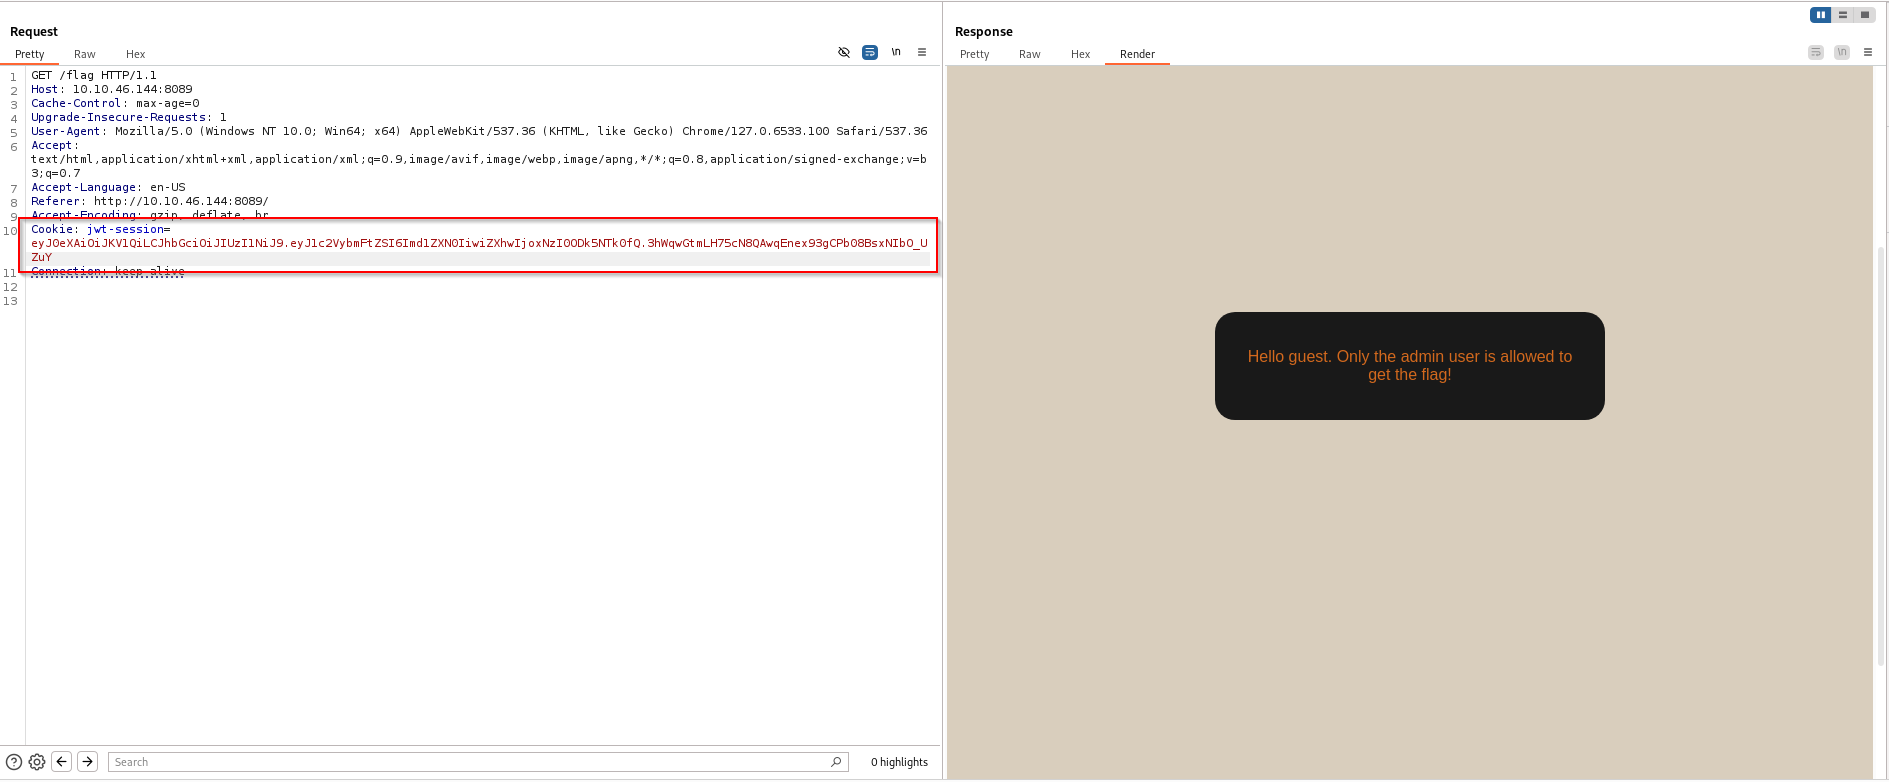 Request
Pretty Raw Hex
\n
1 GET /flag HTTP/1.1
2 Host: 10.10.46.144:8089
3 Cache-Control: max-age=0
4 Upgrade-Insecure-Requests: 1
5 User-Agent: Mozilla/5.0 (Windows NT 10.0; Win64; x64) AppleWebKit/537.36 (KHTML, like Gecko) Chrome/127.0.6533.100 Safari/537.36
6 Accept:
text/html,application/xhtml+xml,application/xml;q=0.9,image/avif,image/webp,image/apng,*/*;q=0.8,application/signed-exchange;v=b
3;q=0.7
7 Accept-Language: en-US
8 Referer: http://10.10.46.144:8089/
9 Accept-Encoding: gzip, deflate, br
10 Cookie: jwt-session=
eyJ0eXAiOiJKV1QiLCJhbGciOiJIUzI1NiJ9.eyJ1c2VybmFtZSI6Imd1ZXN0IiwiZXhwIjoxNzI0ODk5NTk0fQ.3hWqwGtmLH75cN8QAwqEnex93gCPb08BsxNIbO_U
ZuY
11 Connection: keep-alive
12
13
Search
0 highlights
Response
Pretty Raw Hex Render
\n
Hello guest. Only the admin user is allowed to
get the flag!